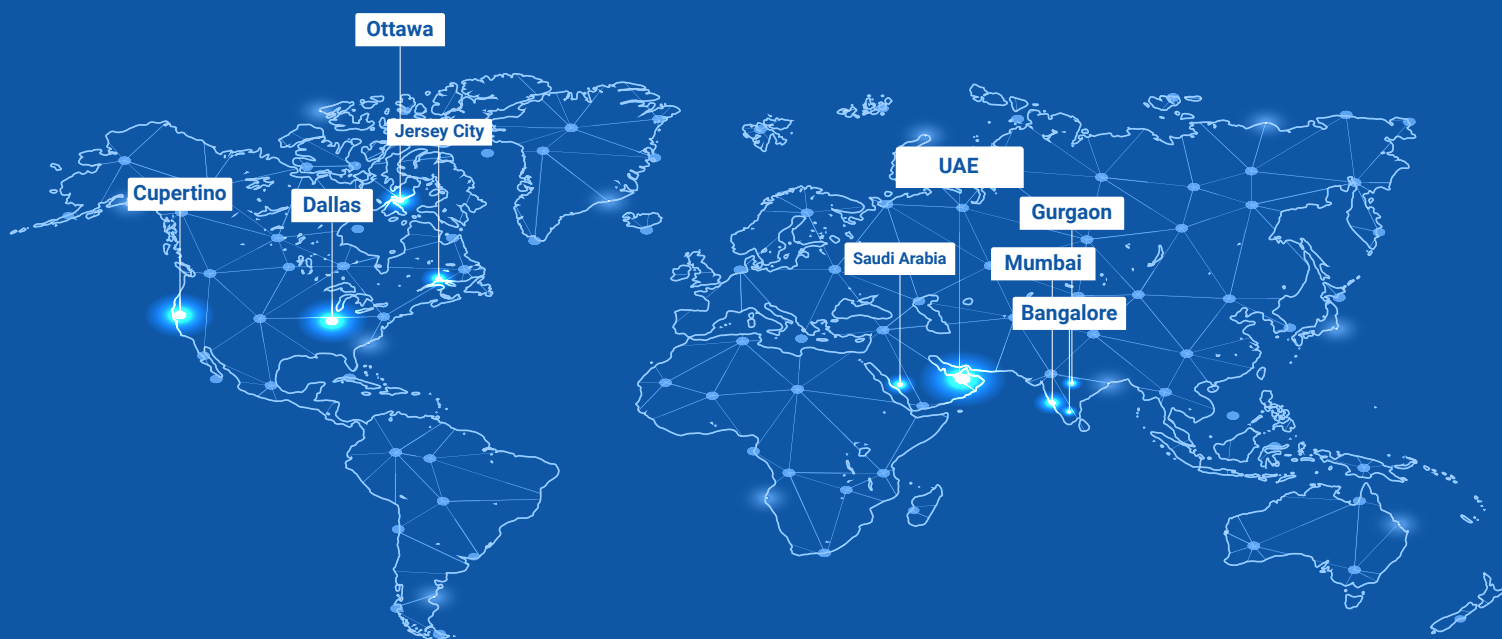 Ottawa
Jersey City
Cupertino
Dallas
UAE
Gurgaon
Saudi Arabia
Mumbai
Bangalore